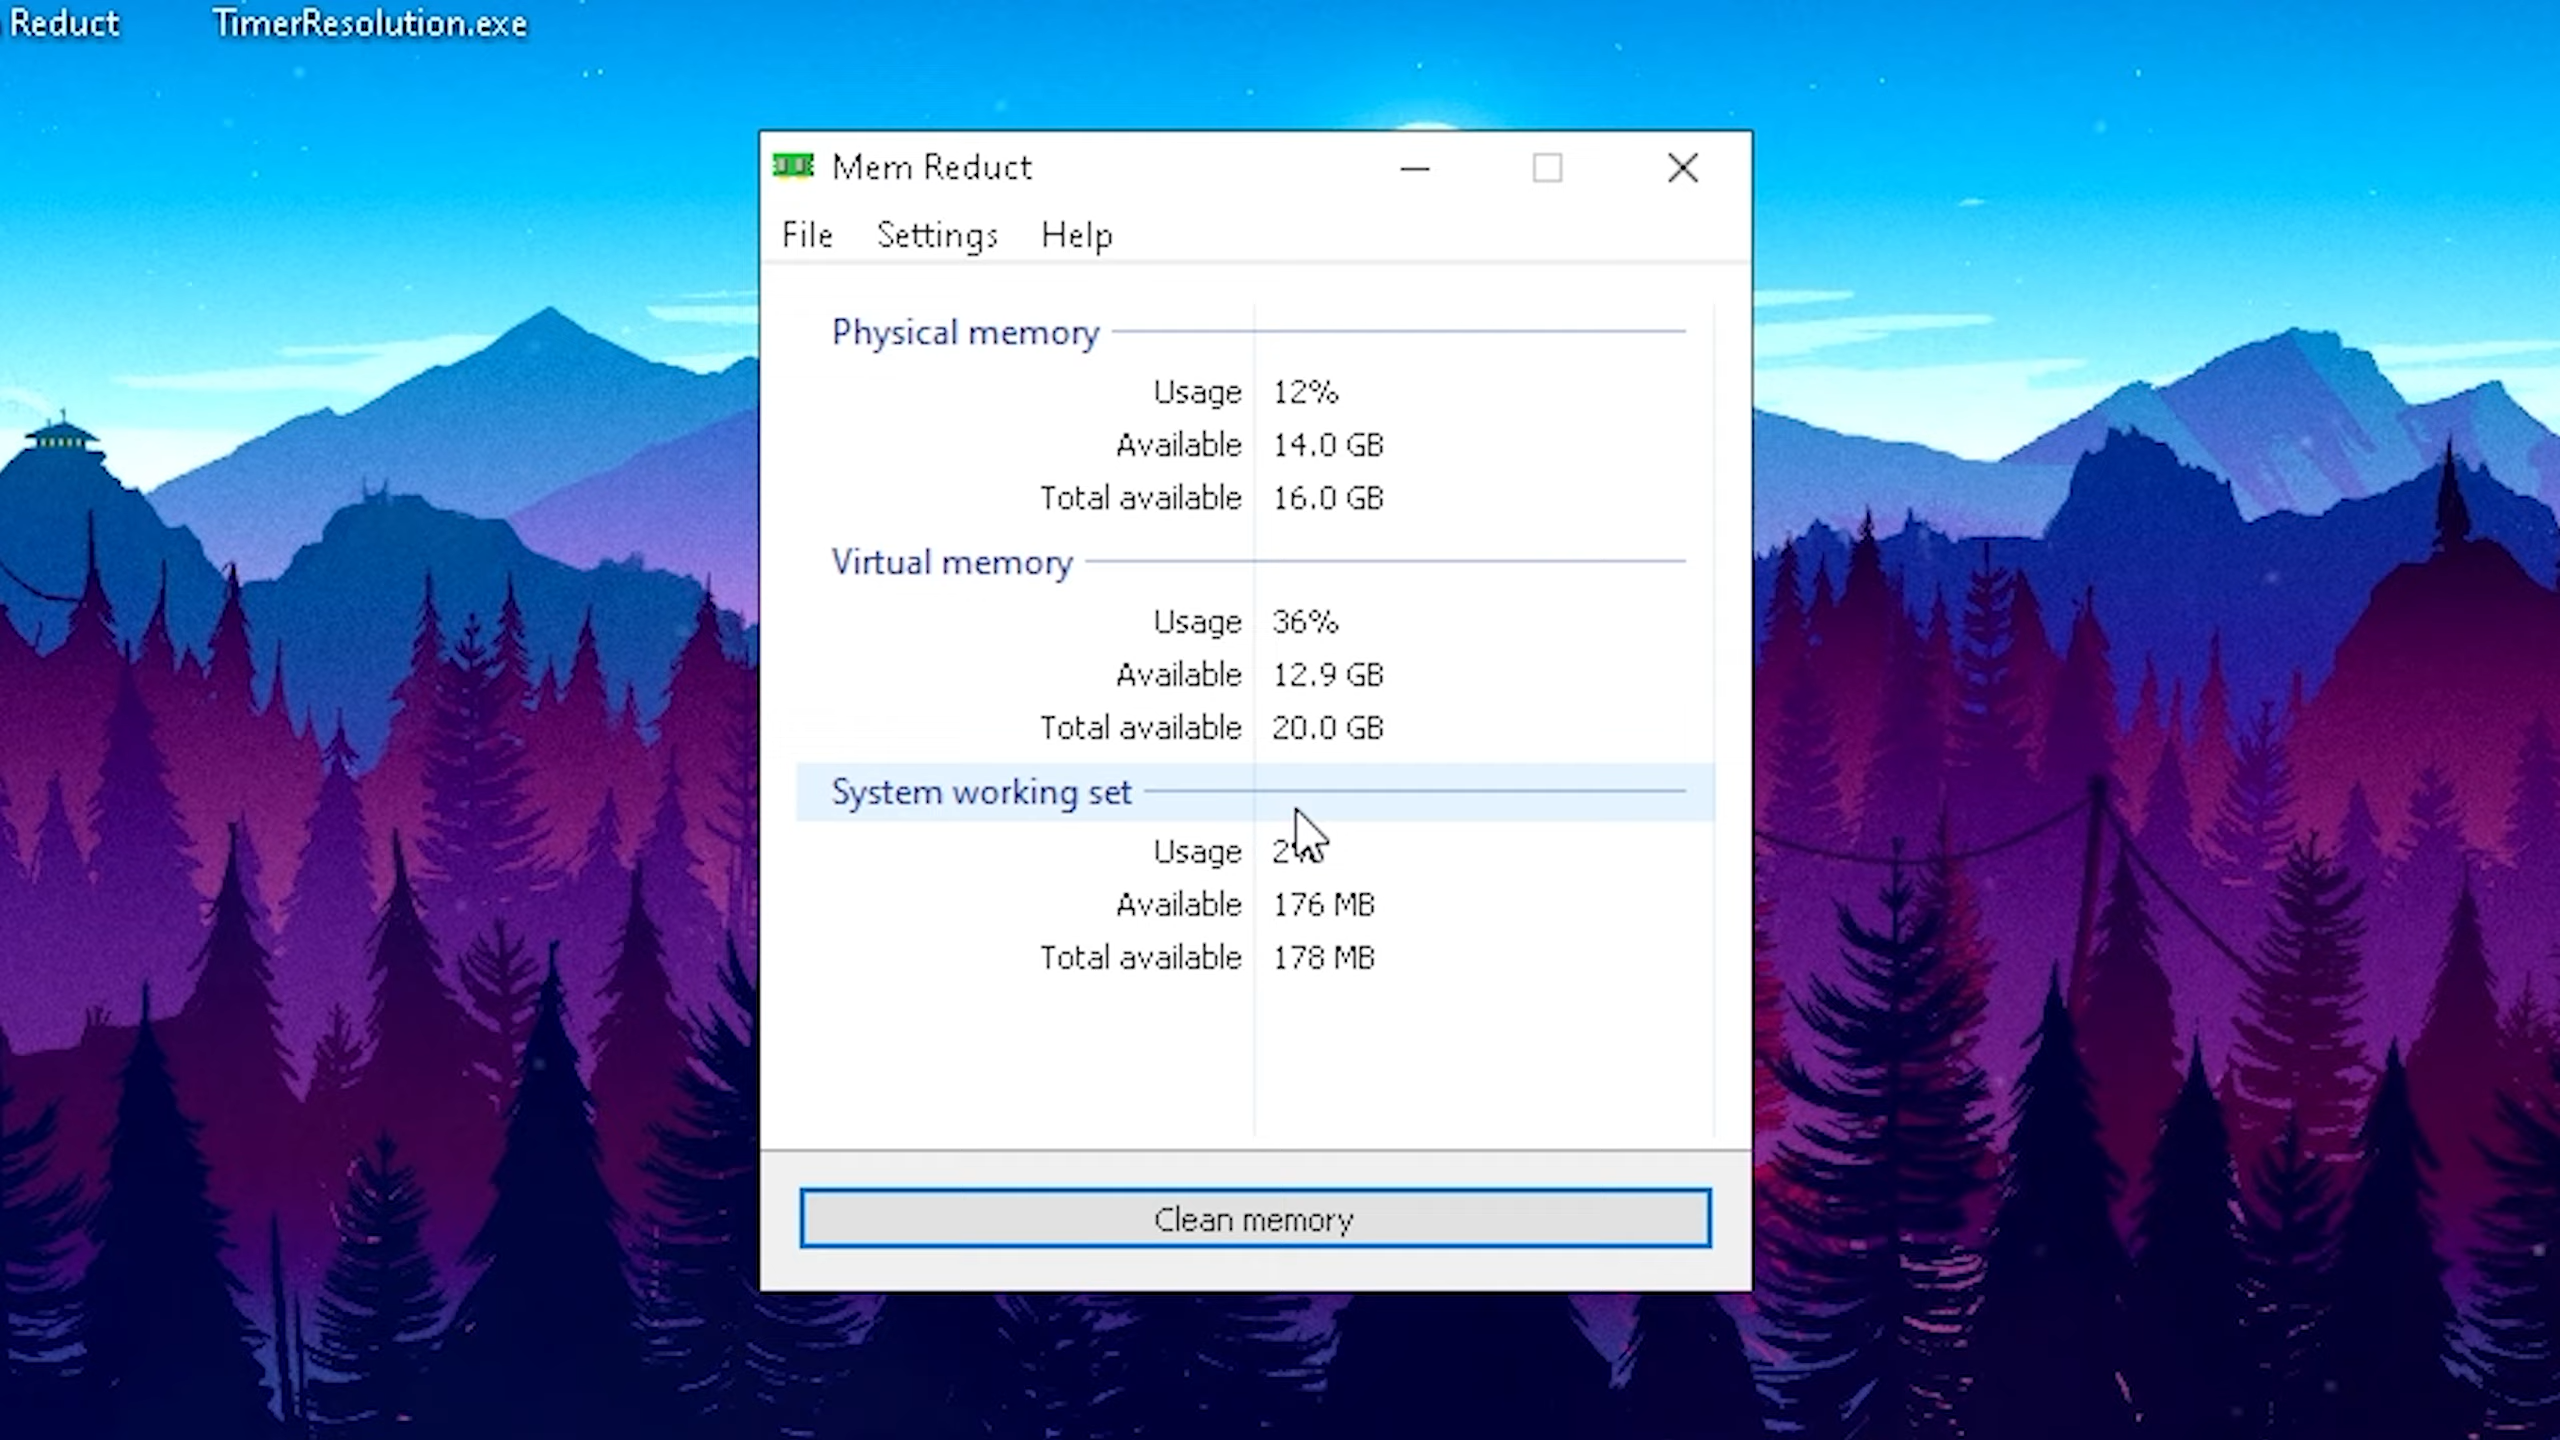 Reduct TimerResolution.exe
Mem Reduct
File Settings Help
Physical memory
Usage 12%
Available 14.0 GB
Total available 16.0 GB
Virtual memory
Usage 36%
Available 12.9 GB
Total available 20.0 GB
System working set
Usage
Available 176 MB
Total available 178 MB
Clean memory